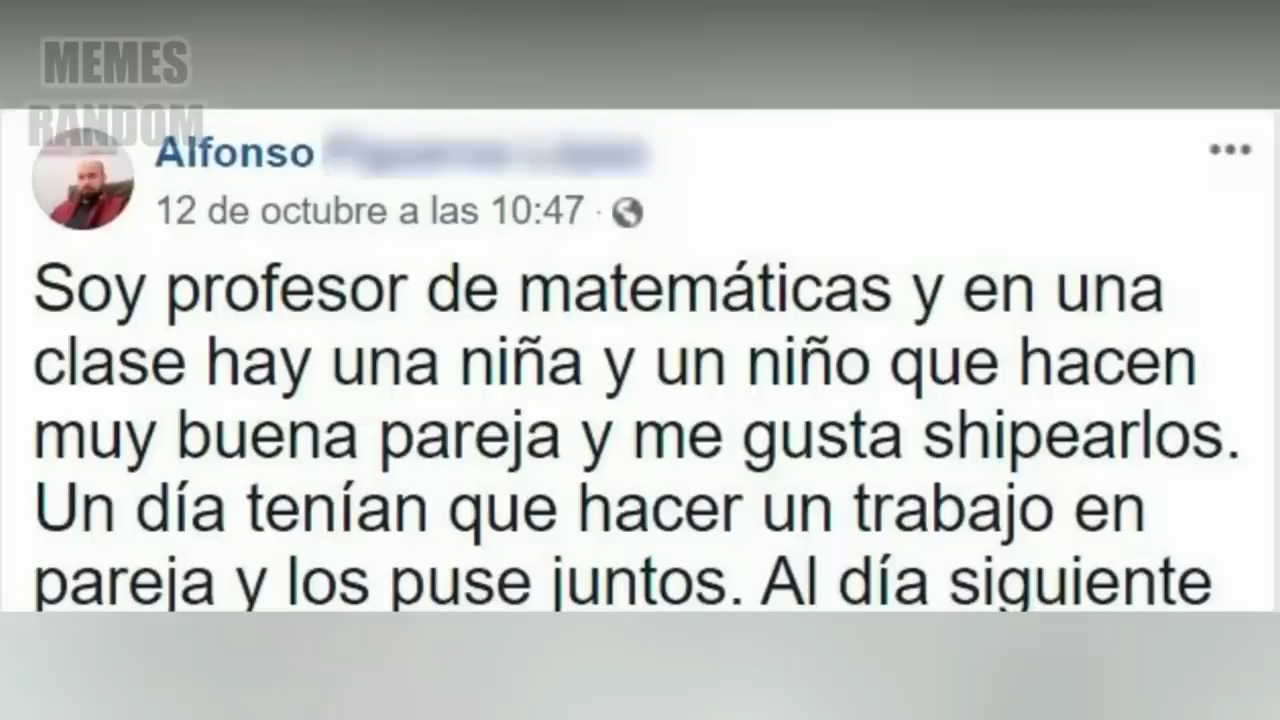 MEMES
RANDOM
Alfonso
12 de octubre a las 10:47
Soy profesor de matemáticas y en una
clase hay una niña y un niño que hacen
muy buena pareja y me gusta shipearlos.
Un día tenían que hacer un trabajo en
pareja y los puse juntos. Al día siguiente